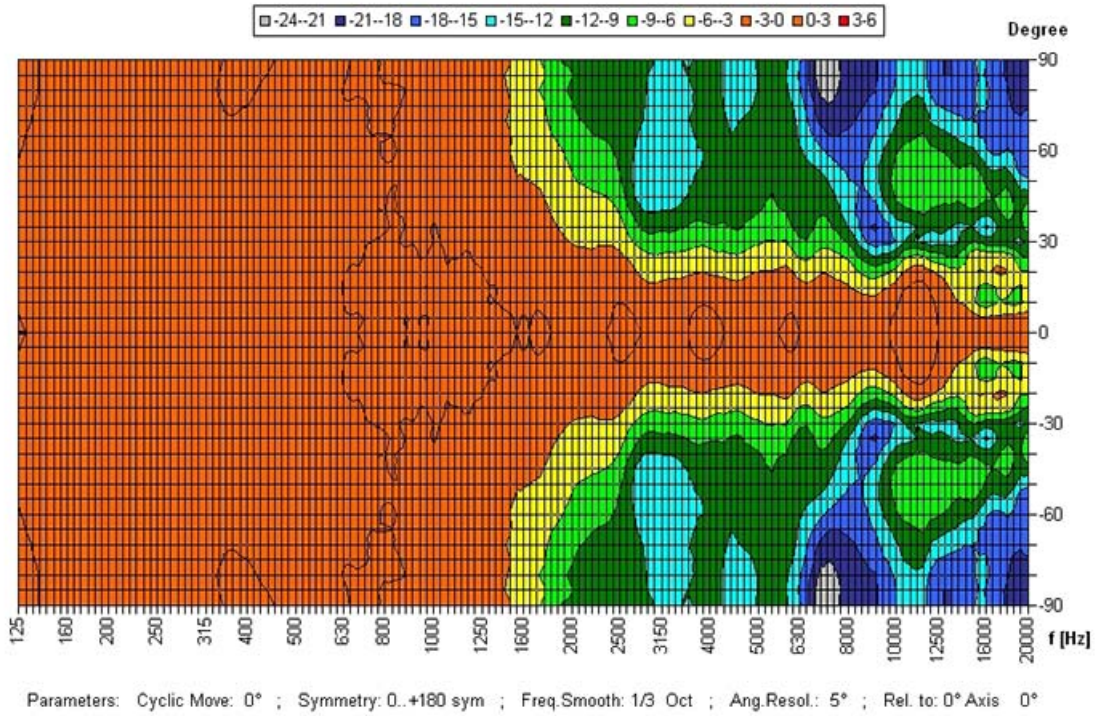 -24--21 -21--18 -18--15 -15--12 -12--9 -9--6 -6--3 -3-0 0-3 3-6
Degree
90
60
30
0
-30
-60
-90
125 160 200 250 315 400 500 630 800 1000 1250 1600 2000 2500 3150 4000 5000 6300 8000 10000 12500 16000 20000
f [Hz]
Parameters: Cyclic Move: 0° ; Symmetry: 0..+180 sym ; Freq.Smooth: 1/3 Oct ; Ang.Resol.: 5° ; Rel. to: 0° Axis 0°